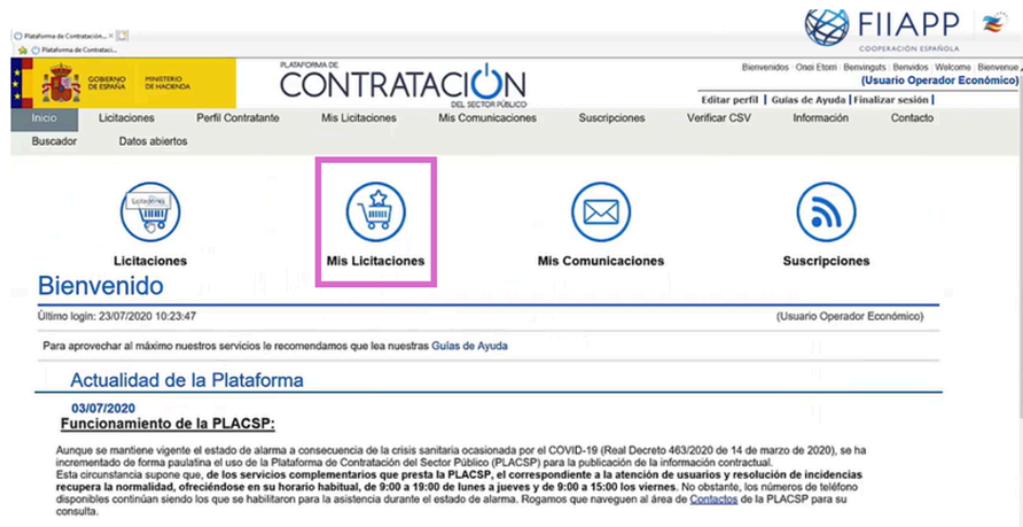 FIIAPP
COOPERACIÓN ESPAÑOLA
Plataforma de Contratación...
Plataforma de Contrataci...
GOBIERNO DE ESPAÑA
MINISTERIO DE HACIENDA
PLATAFORMA DE
CONTRATACIÓN
DEL SECTOR PÚBLICO
Bienvenidos Ongi Etorri Benvinguts Benvidos Welcome Bienvenue
(Usuario Operador Económico)
Editar perfil | Guías de Ayuda | Finalizar sesión |
Inicio Licitaciones Perfil Contratante Mis Licitaciones Mis Comunicaciones Suscripciones Verificar CSV Información Contacto
Buscador Datos abiertos
Licitaciones
Licitaciones Mis Licitaciones Mis Comunicaciones Suscripciones
Bienvenido
Último login: 23/07/2020 10:23:47 (Usuario Operador Económico)
Para aprovechar al máximo nuestros servicios le recomendamos que lea nuestras Guías de Ayuda
Actualidad de la Plataforma
03/07/2020
Funcionamiento de la PLACSP:
Aunque se mantiene vigente el estado de alarma a consecuencia de la crisis sanitaria ocasionada por el COVID-19 (Real Decreto 463/2020 de 14 de marzo de 2020), se ha
incrementado de forma paulatina el uso de la Plataforma de Contratación del Sector Público (PLACSP) para la publicación de la información contractual.
Esta circunstancia supone que, de los servicios complementarios que presta la PLACSP, el correspondiente a la atención de usuarios y resolución de incidencias
recupera la normalidad, ofreciéndose en su horario habitual, de 9:00 a 19:00 de lunes a jueves y de 9:00 a 15:00 los viernes. No obstante, los números de teléfono
disponibles continúan siendo los que se habilitaron para la asistencia durante el estado de alarma. Rogamos que naveguen al área de Contactos de la PLACSP para su
consulta.